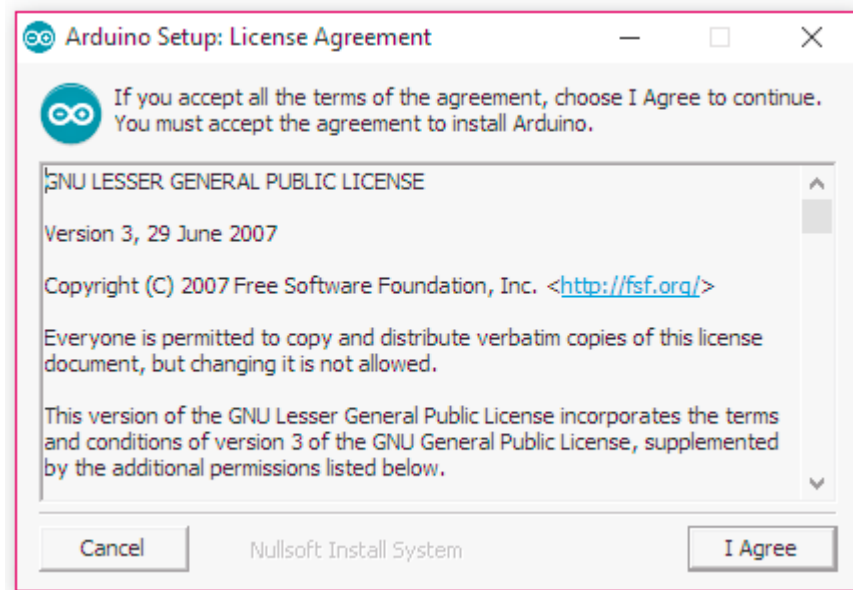 Arduino Setup: License Agreement
If you accept all the terms of the agreement, choose I Agree to continue.
You must accept the agreement to install Arduino.
GNU LESSER GENERAL PUBLIC LICENSE
Version 3, 29 June 2007
Copyright (C) 2007 Free Software Foundation, Inc. <http://fsf.org/>
Everyone is permitted to copy and distribute verbatim copies of this license
document, but changing it is not allowed.
This version of the GNU Lesser General Public License incorporates the terms
and conditions of version 3 of the GNU General Public License, supplemented
by the additional permissions listed below.
Cancel
Nullsoft Install System
I Agree